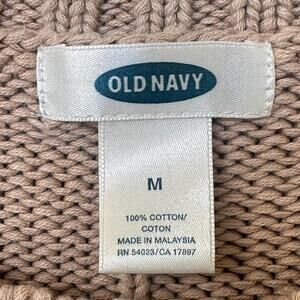 OLD NAVY
M
100% COTTON/
COTON
MADE IN MALAYSIA
RN 54023/CA 17897